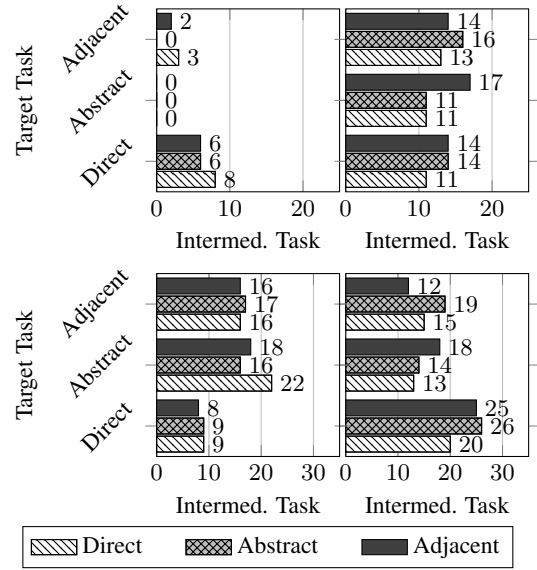 Target Task
Adjacent
2
0
3
Abstract
0
0
0
Direct
6
6
8
0 10 20
Intermed. Task
14
16
13
17
11
11
14
14
11
0 10 20
Intermed. Task
Target Task
Adjacent
16
17
16
Abstract
18
16
22
Direct
8
9
9
0 10 20 30
Intermed. Task
12
19
15
18
14
13
25
26
20
0 10 20 30
Intermed. Task
Direct Abstract Adjacent